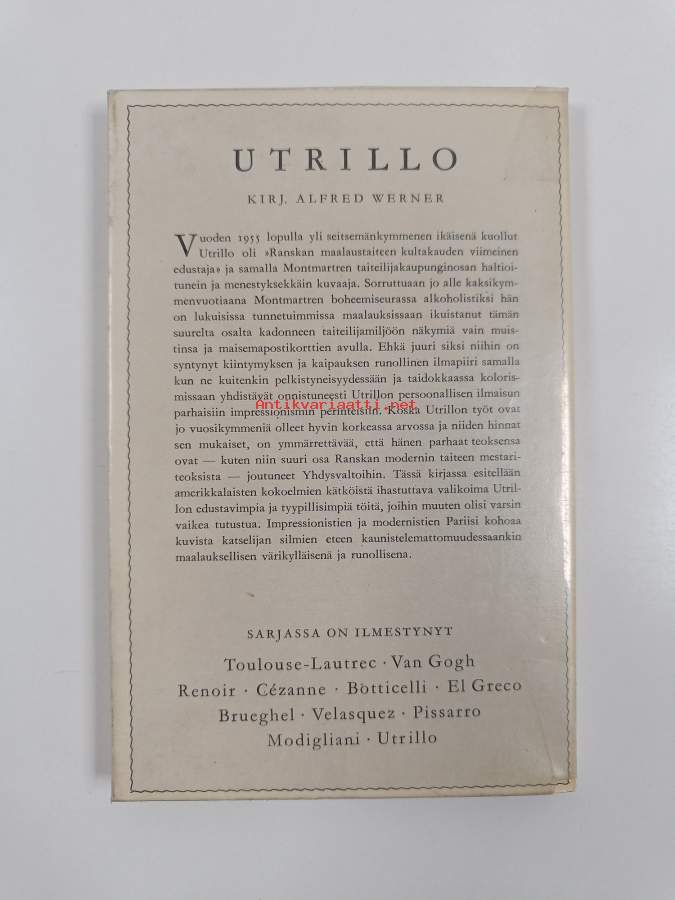 UTRILLO
KIRJ. ALFRED WERNER
Vuoden 1955 lopulla yli seitsemänkymmenen ikäisenä kuollut
Utrillo oli »Ranskan maalaustaiteen kultakauden viimeinen
edustaja» ja samalla Montmartren taiteilijakaupunginosan haltioi-
tunein ja menestyksekkäin kuvaaja. Sorruttuaan jo alle kaksikym-
menvuotiaana Montmartren boheemiseurassa alkoholistiksi hän
on lukuisissa tunnetuimmissa maalauksissaan ikuistanut tämän
suurelta osalta kadonneen taiteilijamiljöön näkymiä vain muis-
tinsa ja maisemapostikorttien avulla. Ehkä juuri siksi niihin on
syntynyt kiintymyksen ja kaipauksen runollinen ilmapiiri samalla
kun ne kuitenkin pelkistyneisyydessään ja taidokkaassa koloris-
missaan yhdistävät onnistuneesti Utrillon persoonallisen ilmaisun
parhaisiin impressionismin perinteisiin. Koska Utrillon työt ovat
Antikvariaatti.net
jo vuosikymmeniä olleet hyvin korkeassa arvossa ja niiden hinnat
sen mukaiset, on ymmärrettävää, että hänen parhaat teoksensa
ovat — kuten niin suuri osa Ranskan modernin taiteen mestari-
teoksista — joutuneet Yhdysvaltoihin. Tässä kirjassa esitellään
amerikkalaisten kokoelmien kätköistä ihastuttava valikoima Utril-
lon edustavimpia ja tyypillisimpiä töitä, joihin muuten olisi varsin
vaikea tutustua. Impressionistien ja modernistien Pariisi kohoaa
kuvista katselijan silmien eteen kaunistelemattomuudessaankin
maalauksellisen värikylläisenä ja runollisena.
SARJASSA ON ILMESTYNYT
Toulouse-Lautrec · Van Gogh
Renoir · Cézanne · Botticelli · El Greco
Brueghel · Velasquez · Pissarro
Modigliani · Utrillo